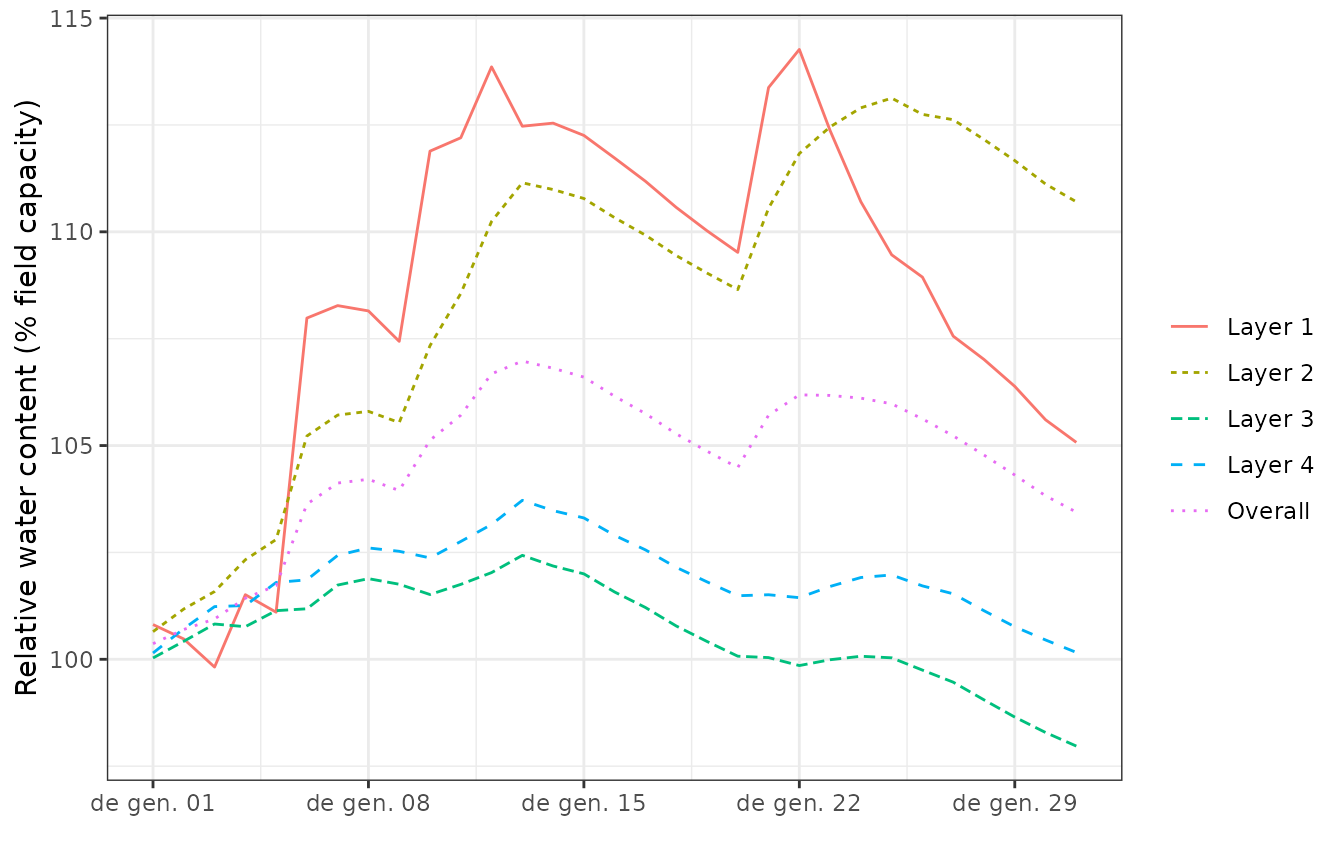 Relative water content (% field capacity)
115
110
105
100
de gen. 01
de gen. 08
de gen. 15
de gen. 22
de gen. 29
Layer 1
Layer 2
Layer 3
Layer 4
Overall